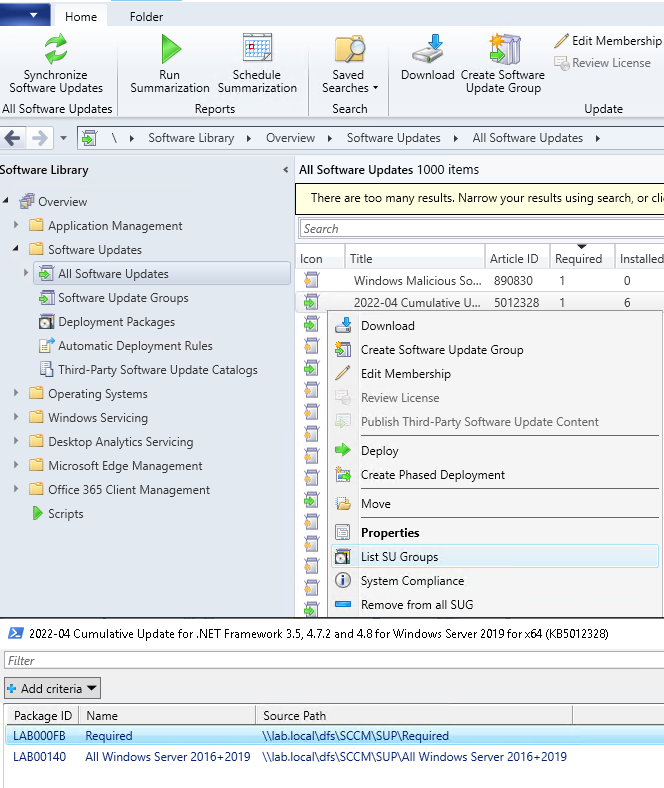 Home Folder
Synchronize Software Updates
Run Summarization
Schedule Summarization
Saved Searches
Download
Create Software Update Group
Edit Membership
Review License
All Software Updates Reports Search Update
\ Software Library Overview Software Updates All Software Updates
Software Library
Overview
Application Management
Software Updates
All Software Updates
Software Update Groups
Deployment Packages
Automatic Deployment Rules
Third-Party Software Update Catalogs
Operating Systems
Windows Servicing
Desktop Analytics Servicing
Microsoft Edge Management
Office 365 Client Management
Scripts
All Software Updates 1000 items
There are too many results. Narrow your results using search, or cli
Search
Icon Title Article ID Required Installed
Windows Malicious So... 890830 1 0
2022-04 Cumulative U... 5012328 1 6
Download
Create Software Update Group
Edit Membership
Review License
Publish Third-Party Software Update Content
Deploy
Create Phased Deployment
Move
Properties
List SU Groups
System Compliance
Remove from all SUG
2022-04 Cumulative Update for .NET Framework 3.5, 4.7.2 and 4.8 for Windows Server 2019 for x64 (KB5012328)
Filter
Add criteria
Package ID Name Source Path
LAB000FB Required \\lab.local\dfs\SCCM\SUP\Required
LAB00140 All Windows Server 2016+2019 \\lab.local\dfs\SCCM\SUP\All Windows Server 2016+2019